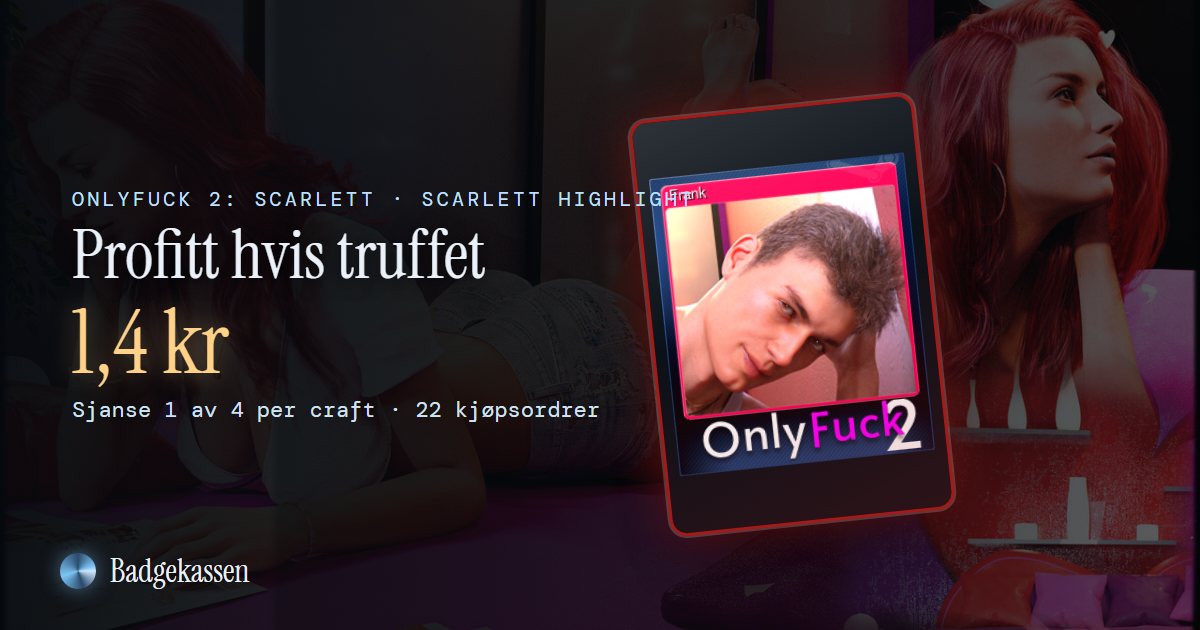 ONLYFUCK 2: SCARLETT · SCARLETT HIGHLIGHT
Profitt hvis truffet
1,4 kr
Sjanse 1 av 4 per craft · 22 kjøpsordrer
Frank
OnlyFuck2
Badgekassen